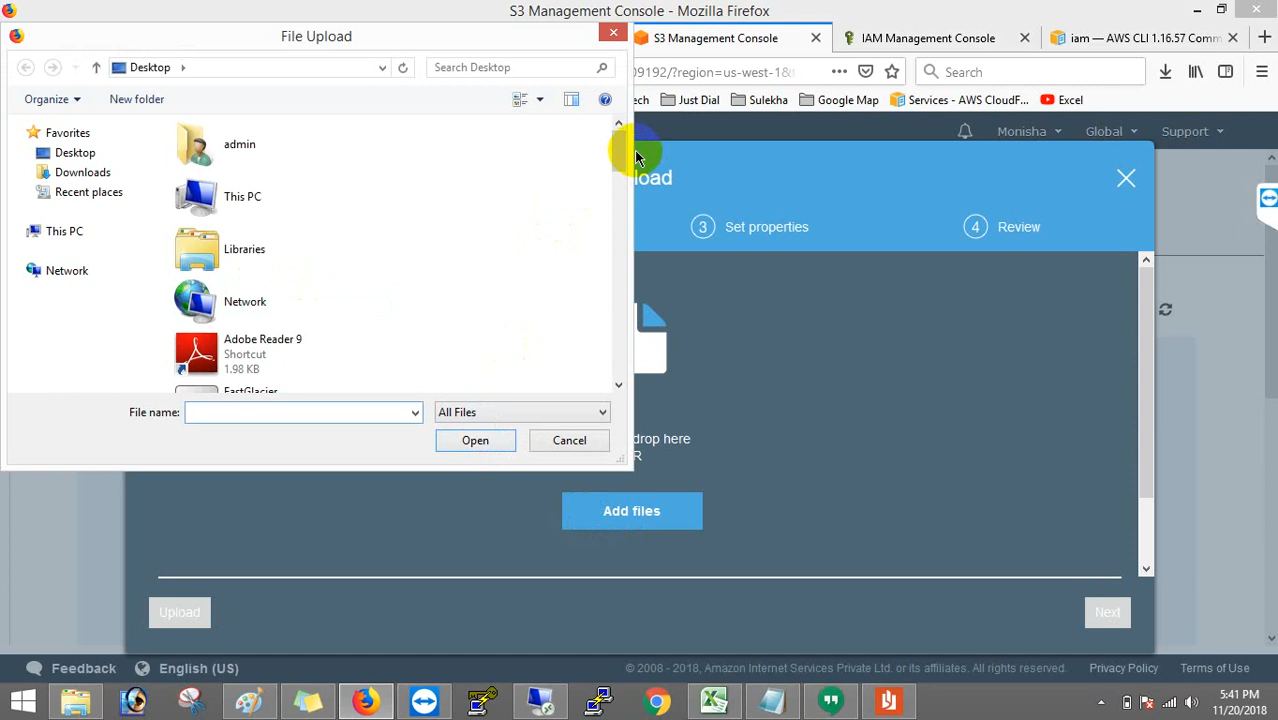 S3 Management Console - Mozilla Firefox
File Upload
S3 Management Console
IAM Management Console
iam — AWS CLI 1.16.57 Comm
Desktop
Search Desktop
09192/?region=us-west-1&
Search
Organize
New folder
ech
Just Dial
Sulekha
Google Map
Services - AWS CloudF...
Excel
Favorites
Desktop
Downloads
Recent places
This PC
Network
admin
This PC
Libraries
Network
Adobe Reader 9
Shortcut
1.98 KB
FastGlacier
Monisha
Global
Support
load
3 Set properties
4 Review
File name:
All Files
Open
Cancel
drop here
R
Add files
Upload
Next
Feedback
English (US)
© 2008 - 2018, Amazon Internet Services Private Ltd. or its affiliates. All rights reserved.
Privacy Policy
Terms of Use
5:41 PM
11/20/2018